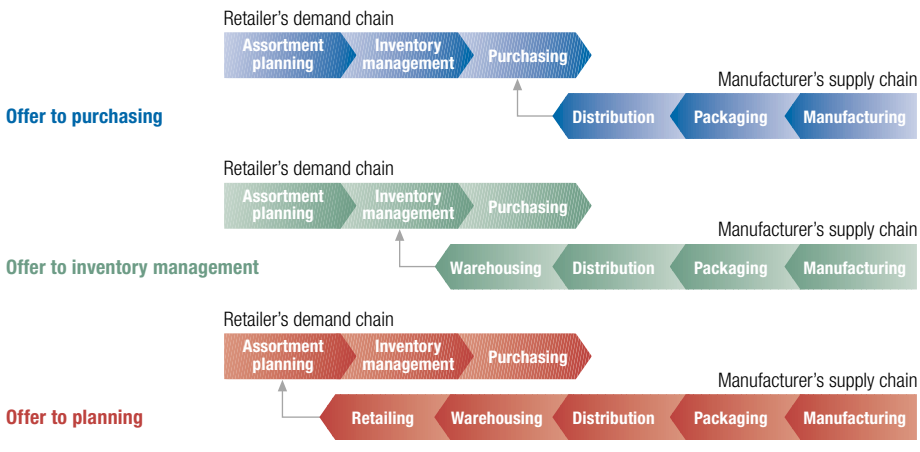 Retailer's demand chain
Assortment planning
Inventory management
Purchasing
Manufacturer's supply chain
Offer to purchasing
Distribution
Packaging
Manufacturing
Retailer's demand chain
Assortment planning
Inventory management
Purchasing
Manufacturer's supply chain
Offer to inventory management
Warehousing
Distribution
Packaging
Manufacturing
Retailer's demand chain
Assortment planning
Inventory management
Purchasing
Manufacturer's supply chain
Offer to planning
Retailing
Warehousing
Distribution
Packaging
Manufacturing